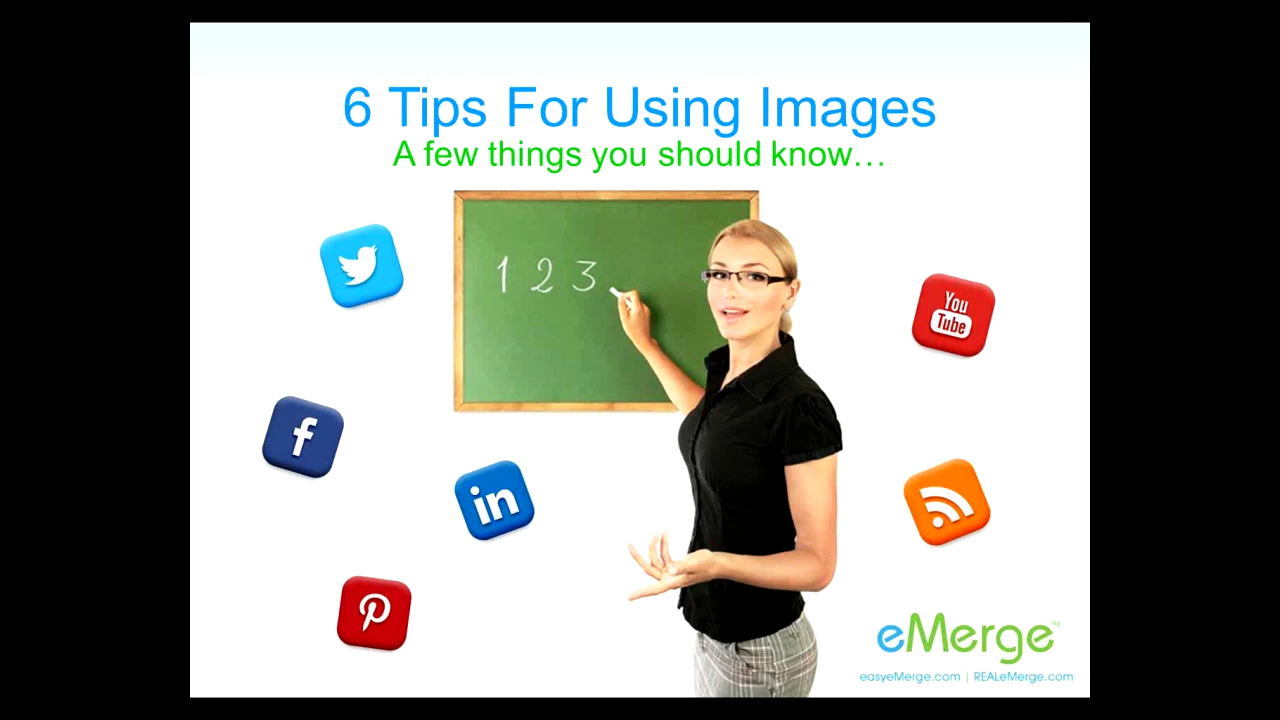 6 Tips For Using Images
A few things you should know…
1 2 3
You
Tube
f
in
eMerge™
easyeMerge.com | REALeMerge.com